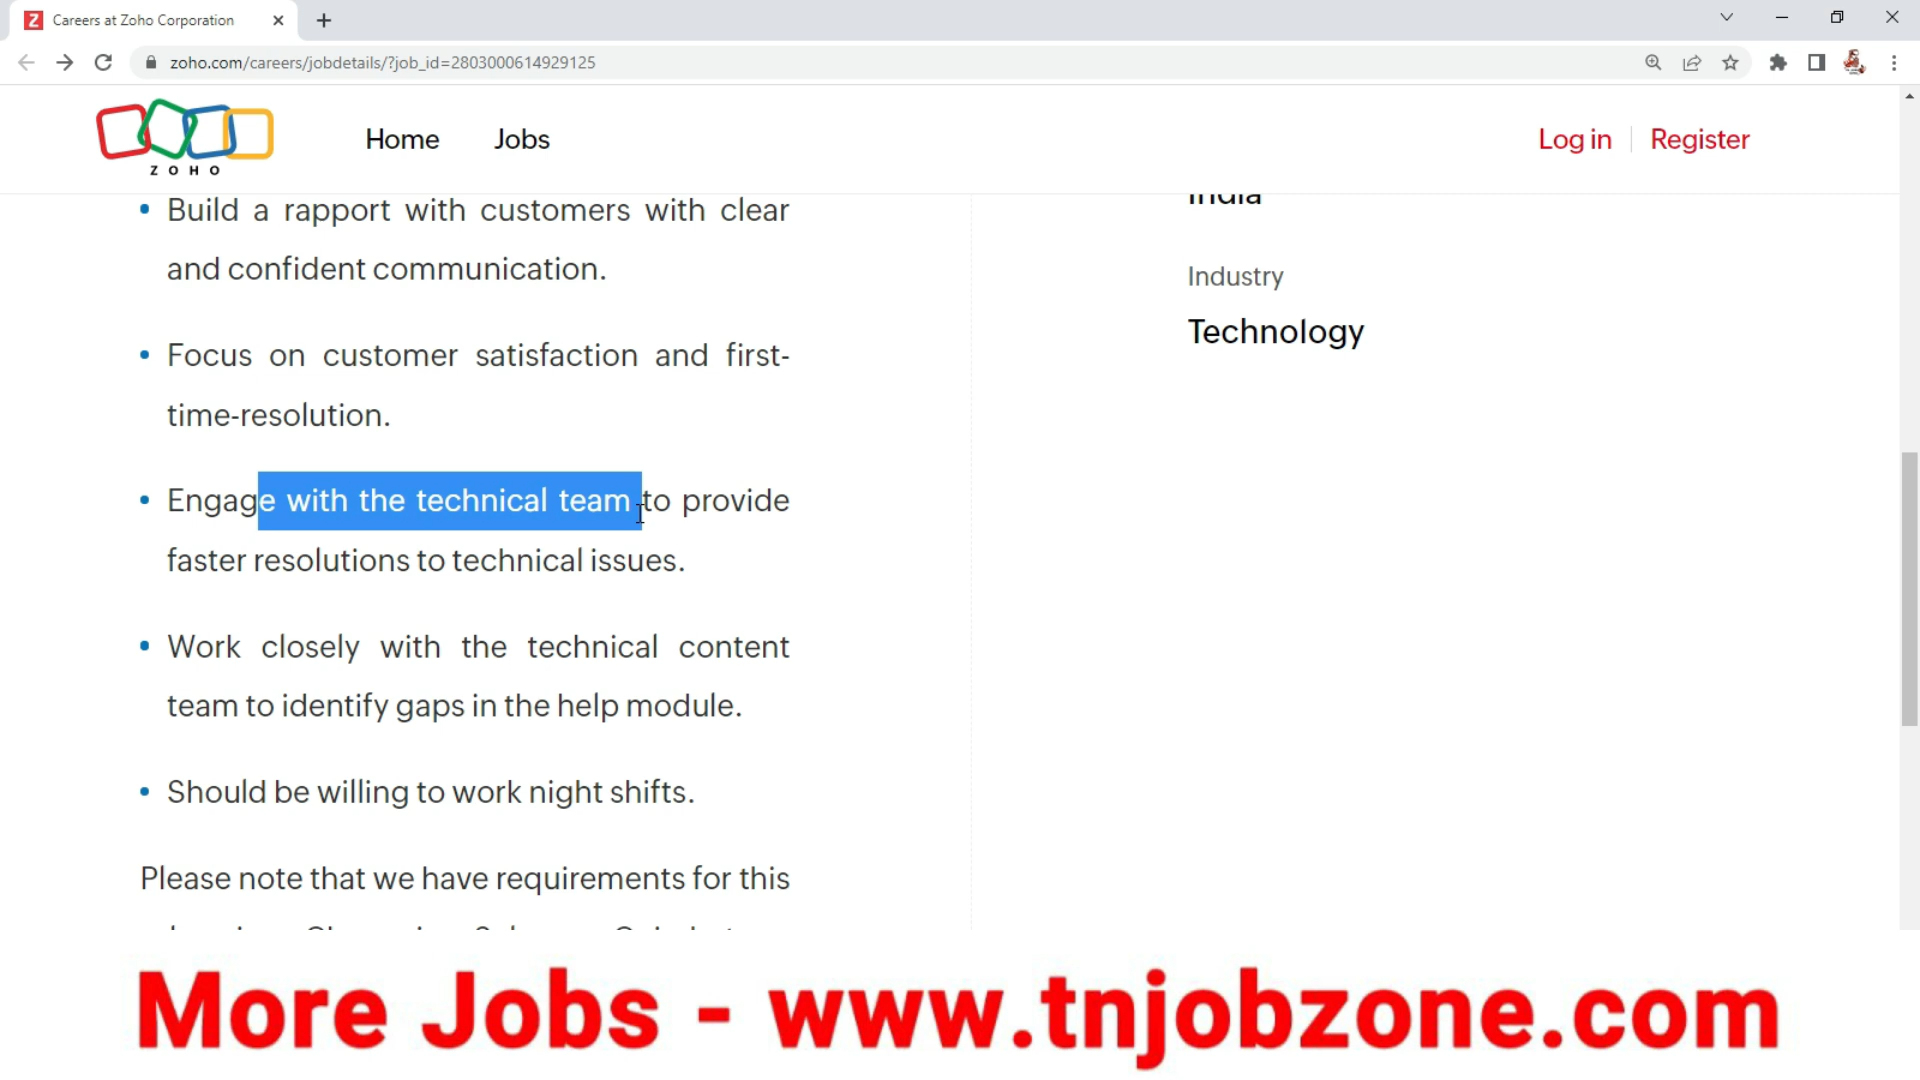 Careers at Zoho Corporation
zoho.com/careers/jobdetails/?job_id=2803000614929125
ZOHO
Home
Jobs
Log in
Register
• Build a rapport with customers with clear
and confident communication.
• Focus on customer satisfaction and first-
time-resolution.
• Engage with the technical team to provide
faster resolutions to technical issues.
• Work closely with the technical content
team to identify gaps in the help module.
• Should be willing to work night shifts.
Please note that we have requirements for this
India
Industry
Technology
More Jobs - www.tnjobzone.com